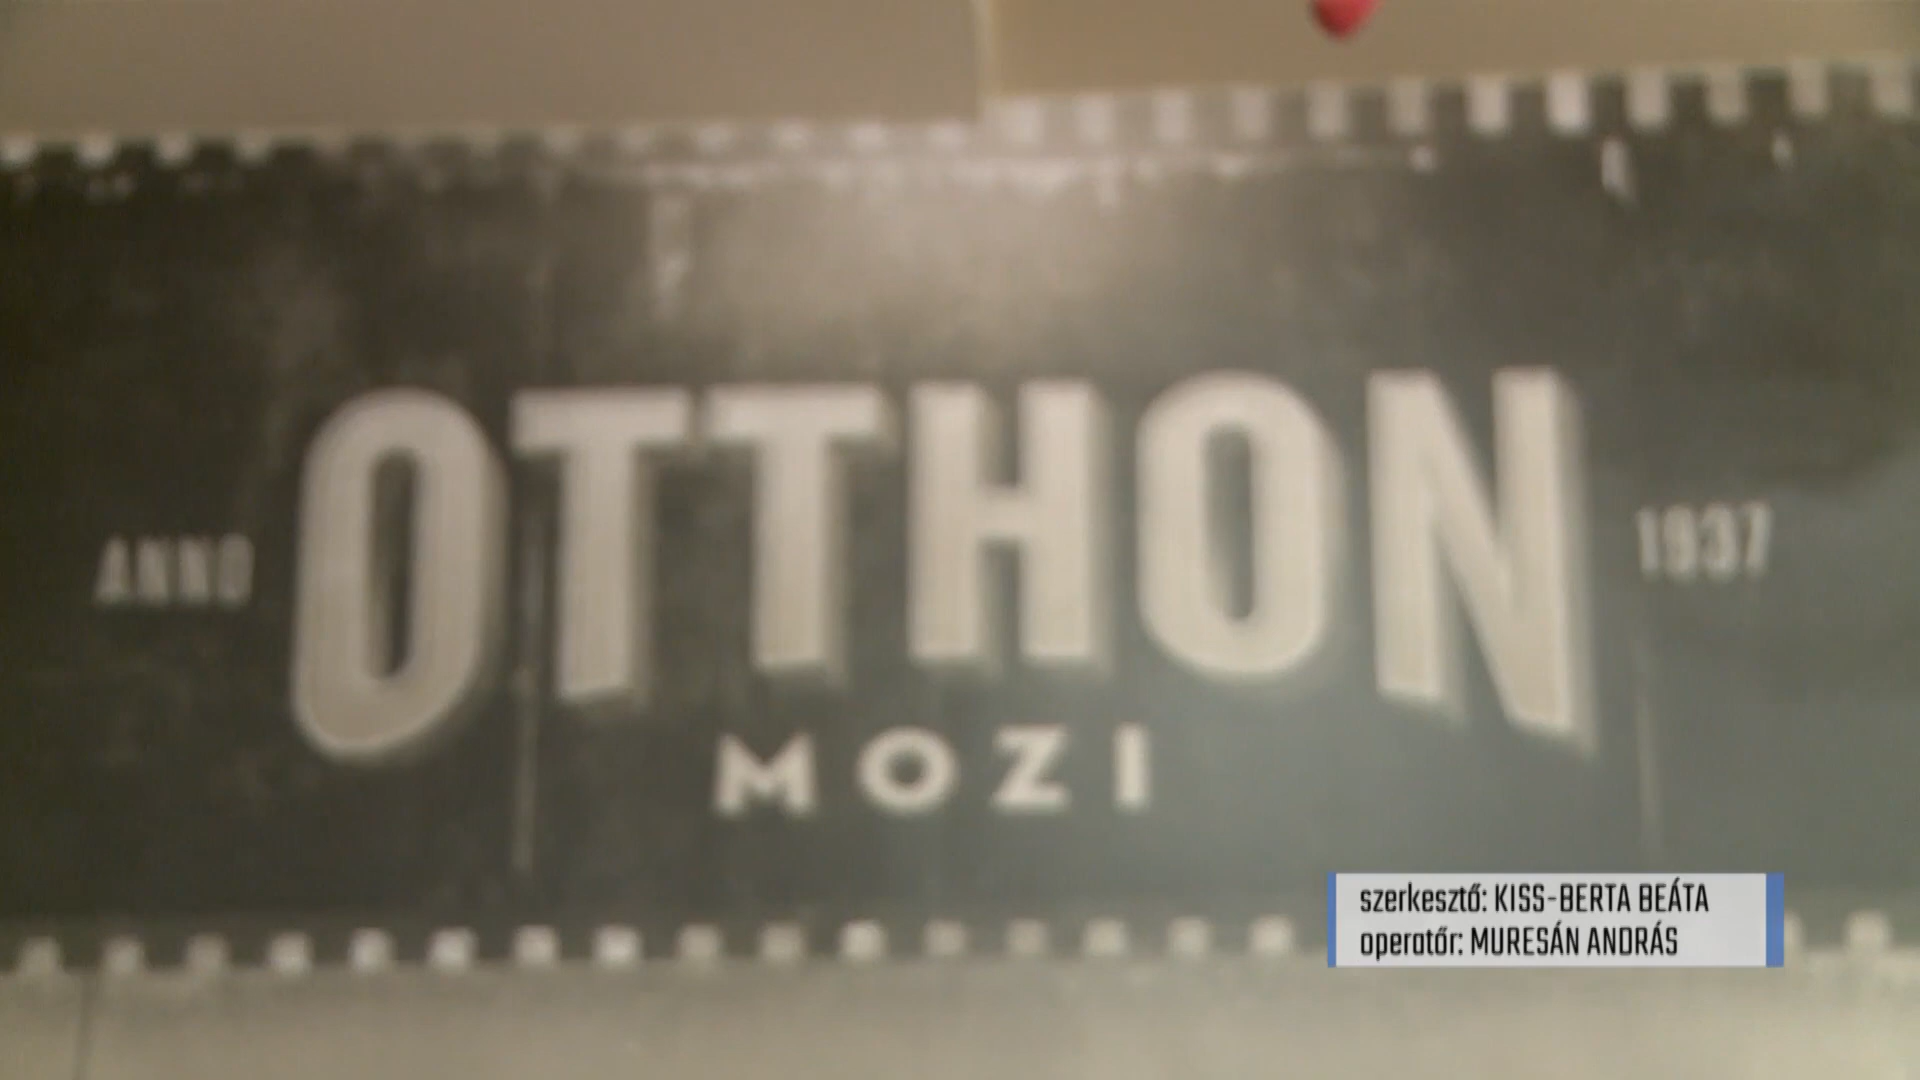 ANNO OTTHON 1937
MOZI
szerkesztő: KISS-BERTA BEÁTA
operatőr: MURESÁN ANDRÁS